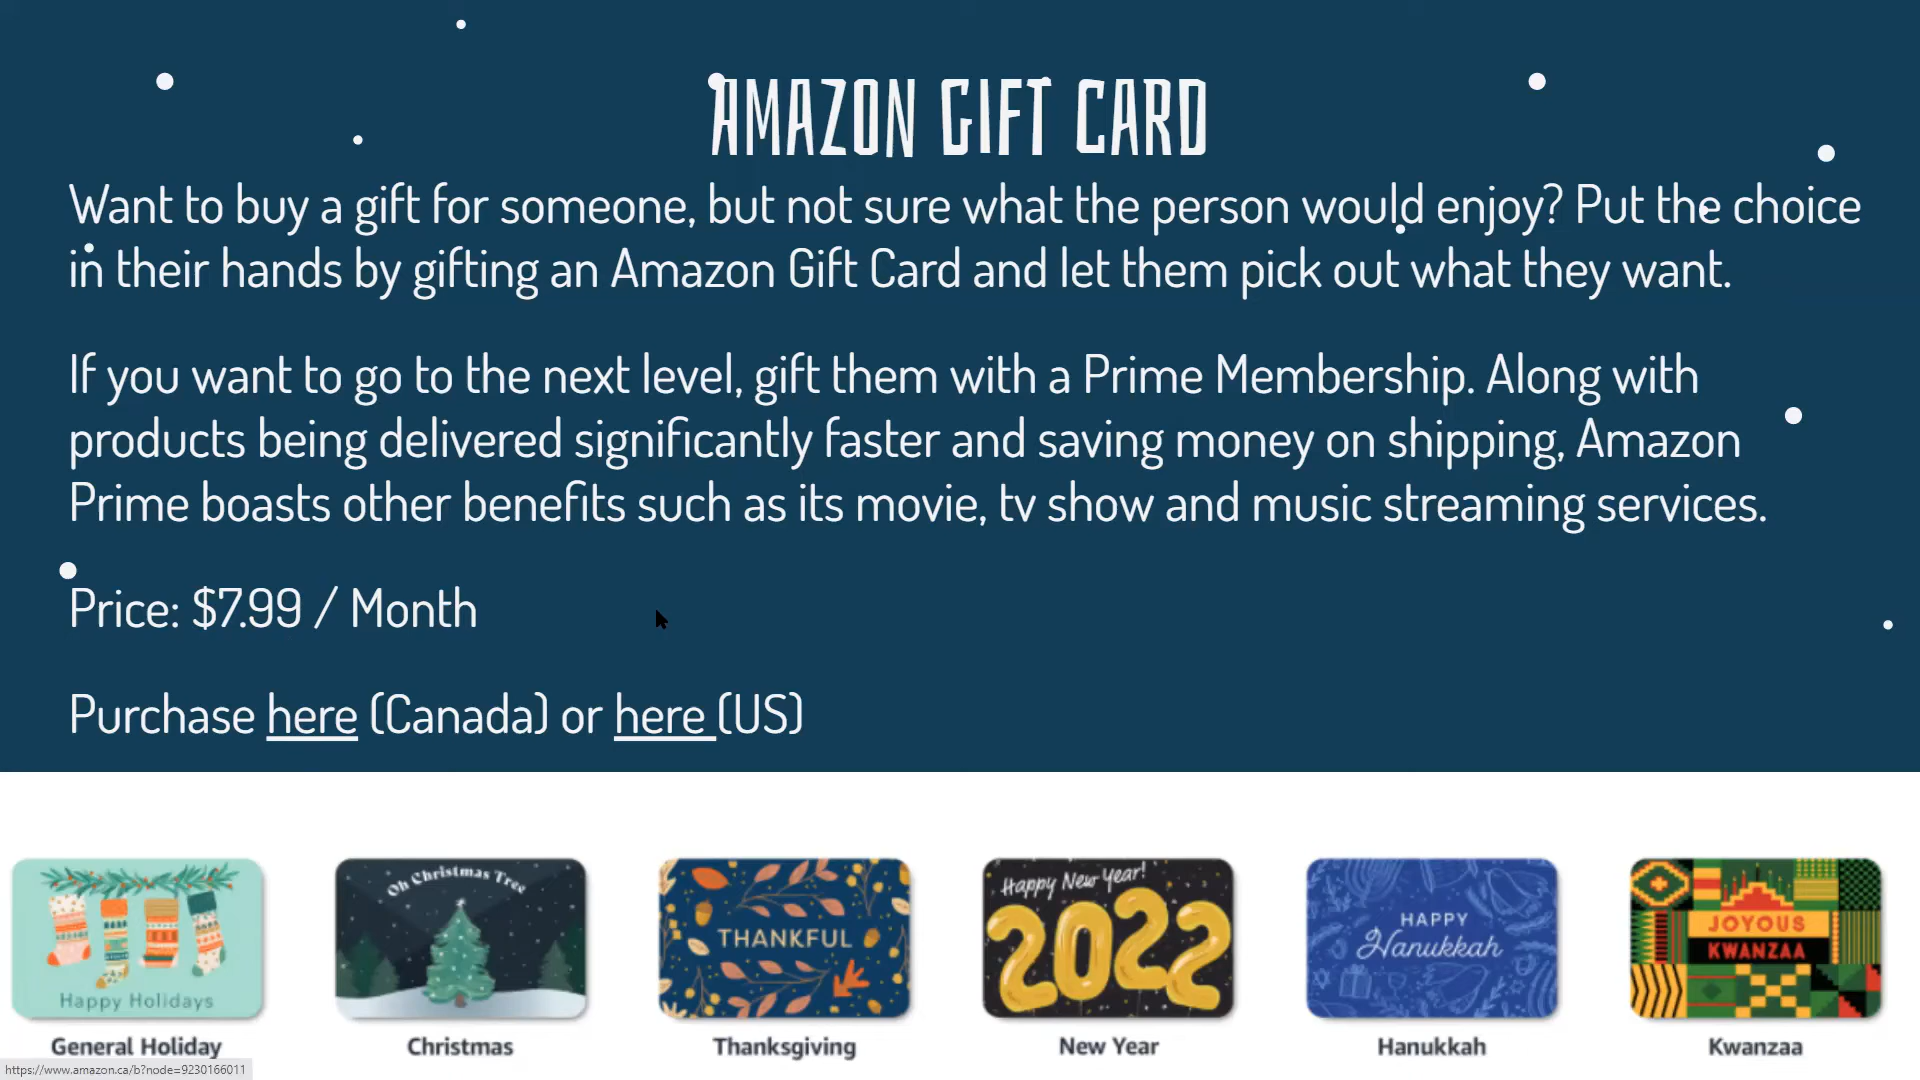 AMAZON GIFT CARD
Want to buy a gift for someone, but not sure what the person would enjoy? Put the choice
in their hands by gifting an Amazon Gift Card and let them pick out what they want.
If you want to go to the next level, gift them with a Prime Membership. Along with
products being delivered significantly faster and saving money on shipping, Amazon
Prime boasts other benefits such as its movie, tv show and music streaming services.
Price: $7.99 / Month
Purchase here (Canada) or here (US)
Happy Holidays
Oh Christmas Tree
THANKFUL
Happy New Year!
2022
HAPPY
Hanukkah
JOYOUS
KWANZAA
General Holiday
Christmas
Thanksgiving
New Year
Hanukkah
Kwanzaa
https://www.amazon.ca/b?node=9230166011